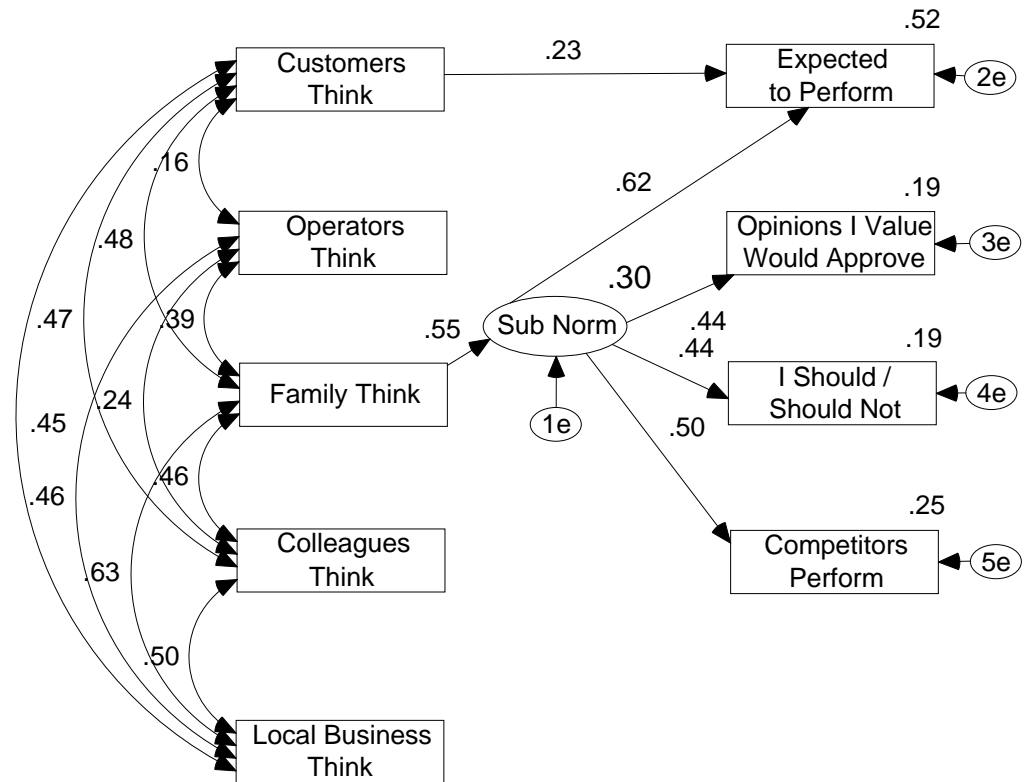 .52
Customers
Think
.23
Expected
to Perform
2e
.16
.62
.19
Operators
Think
Opinions I Value
Would Approve
3e
.48
.30
.47
.39
.55
Sub Norm
.44
.44
.19
Family Think
I Should /
Should Not
4e
.24
1e
.45
.50
.46
.46
.25
Colleagues
Think
Competitors
Perform
5e
.63
.50
Local Business
Think